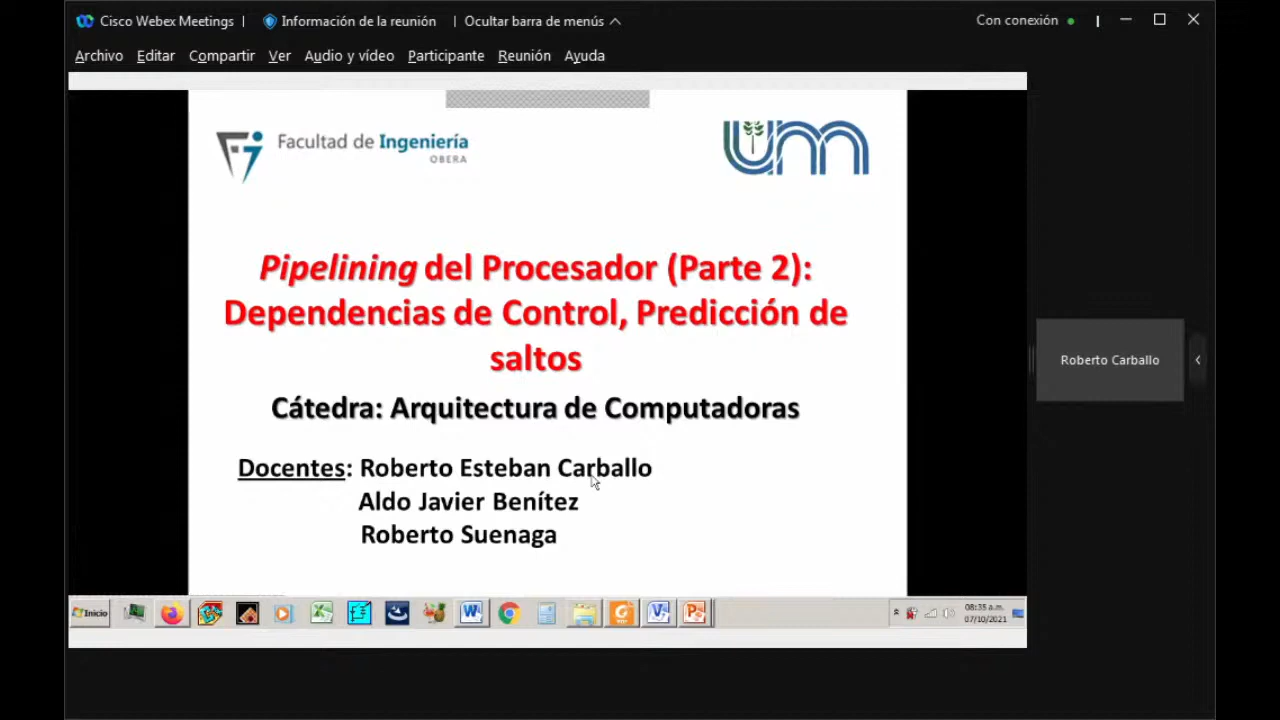 Cisco Webex Meetings
Información de la reunión
Ocultar barra de menús
Con conexión
Archivo Editar Compartir Ver Audio y vídeo Participante Reunión Ayuda
Facultad de Ingeniería
OBERA
um
Pipelining del Procesador (Parte 2):
Dependencias de Control, Predicción de
saltos
Cátedra: Arquitectura de Computadoras
Docentes: Roberto Esteban Carballo
Aldo Javier Benítez
Roberto Suenaga
Roberto Carballo
Inicio
08:35 a.m.
07/10/2021